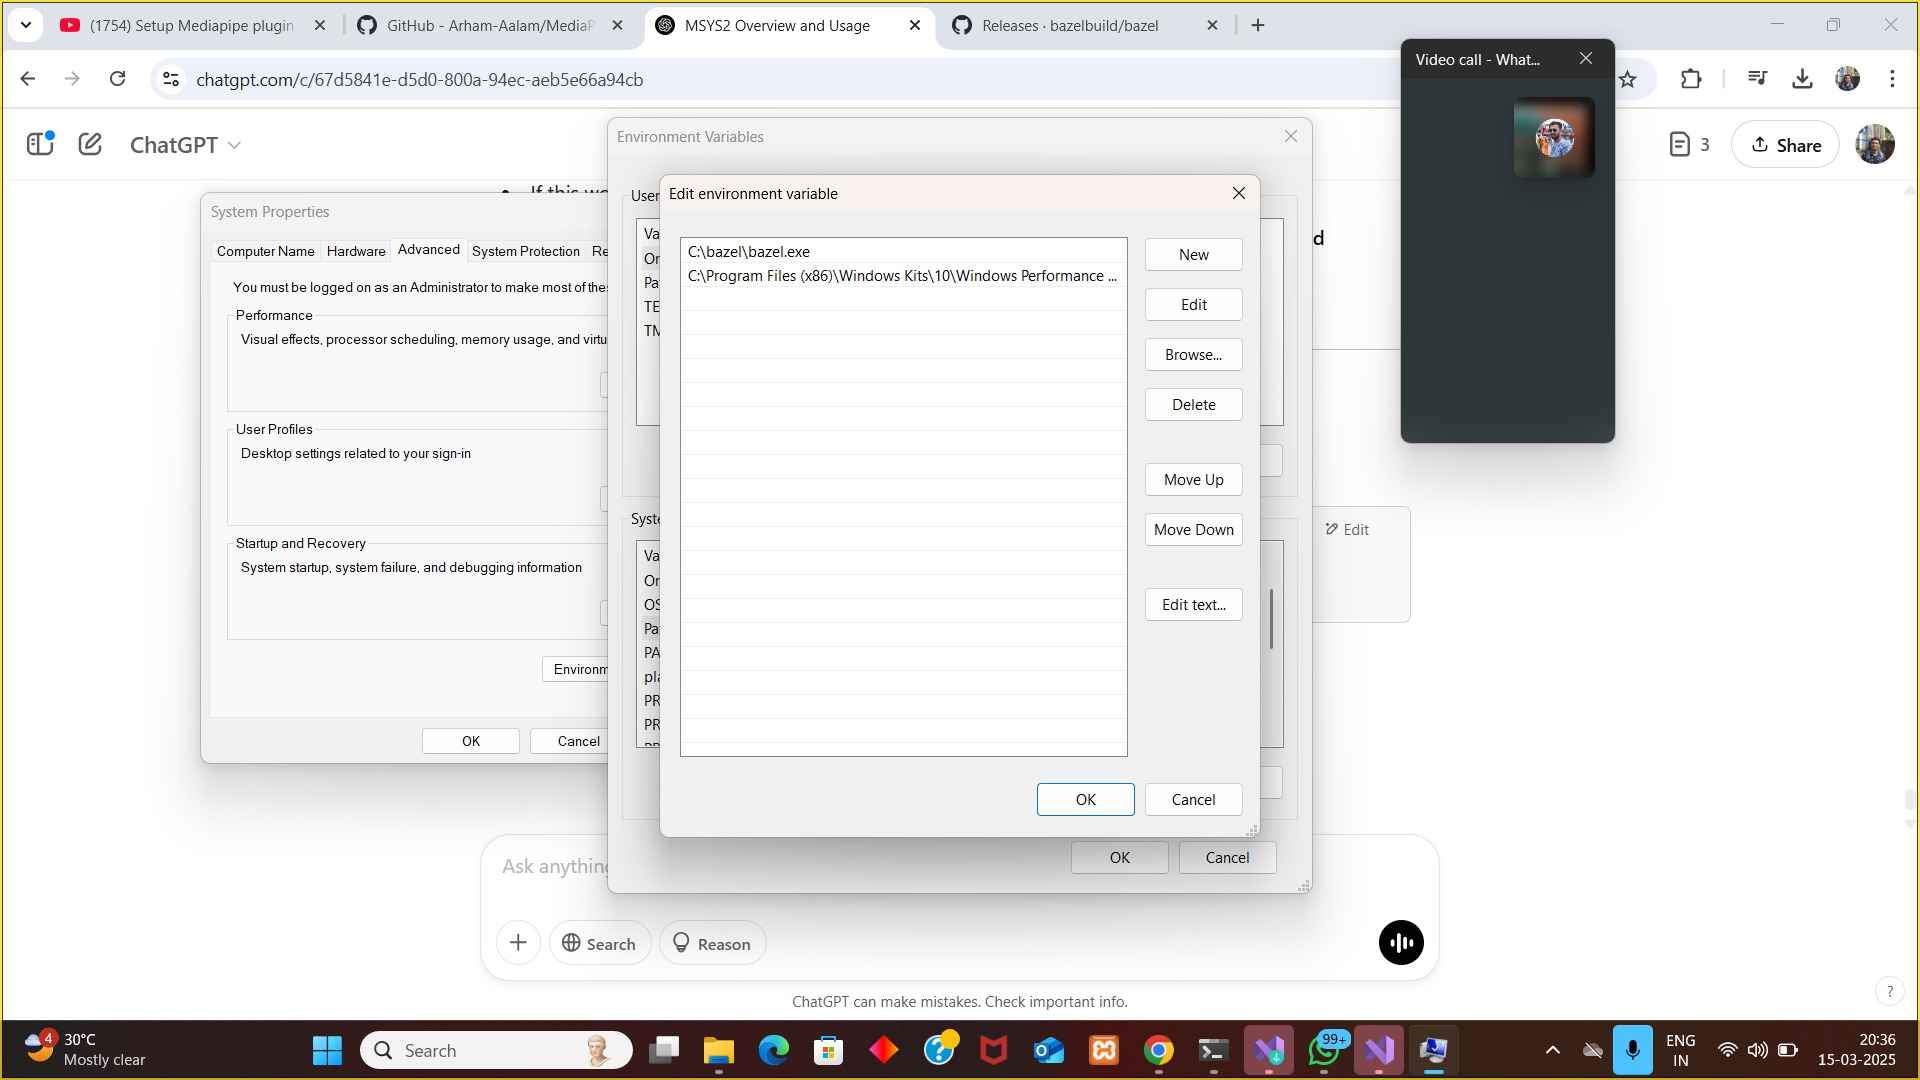 (1754) Setup Mediapipe plugin
GitHub - Arham-Aalam/MediaP
MSYS2 Overview and Usage
Releases · bazelbuild/bazel
chatgpt.com/c/67d5841e-d5d0-800a-94ec-aeb5e66a94cb
Video call - What...
ChatGPT
3
Share
If this wo
d
Edit
System Properties
Computer Name
Hardware
Advanced
System Protection
Re
You must be logged on as an Administrator to make most of thes
Performance
Visual effects, processor scheduling, memory usage, and virtu
User Profiles
Desktop settings related to your sign-in
Startup and Recovery
System startup, system failure, and debugging information
Environm
OK
Cancel
Environment Variables
User
Va
On
Pa
TE
TM
Syste
Va
On
OS
Pa
PA
pla
PR
PR
OK
Cancel
Edit environment variable
C:\bazel\bazel.exe
C:\Program Files (x86)\Windows Kits\10\Windows Performance ...
New
Edit
Browse...
Delete
Move Up
Move Down
Edit text...
OK
Cancel
Ask anything
Search
Reason
ChatGPT can make mistakes. Check important info.
?
4
30°C
Mostly clear
Search
99+
ENG
IN
20:36
15-03-2025